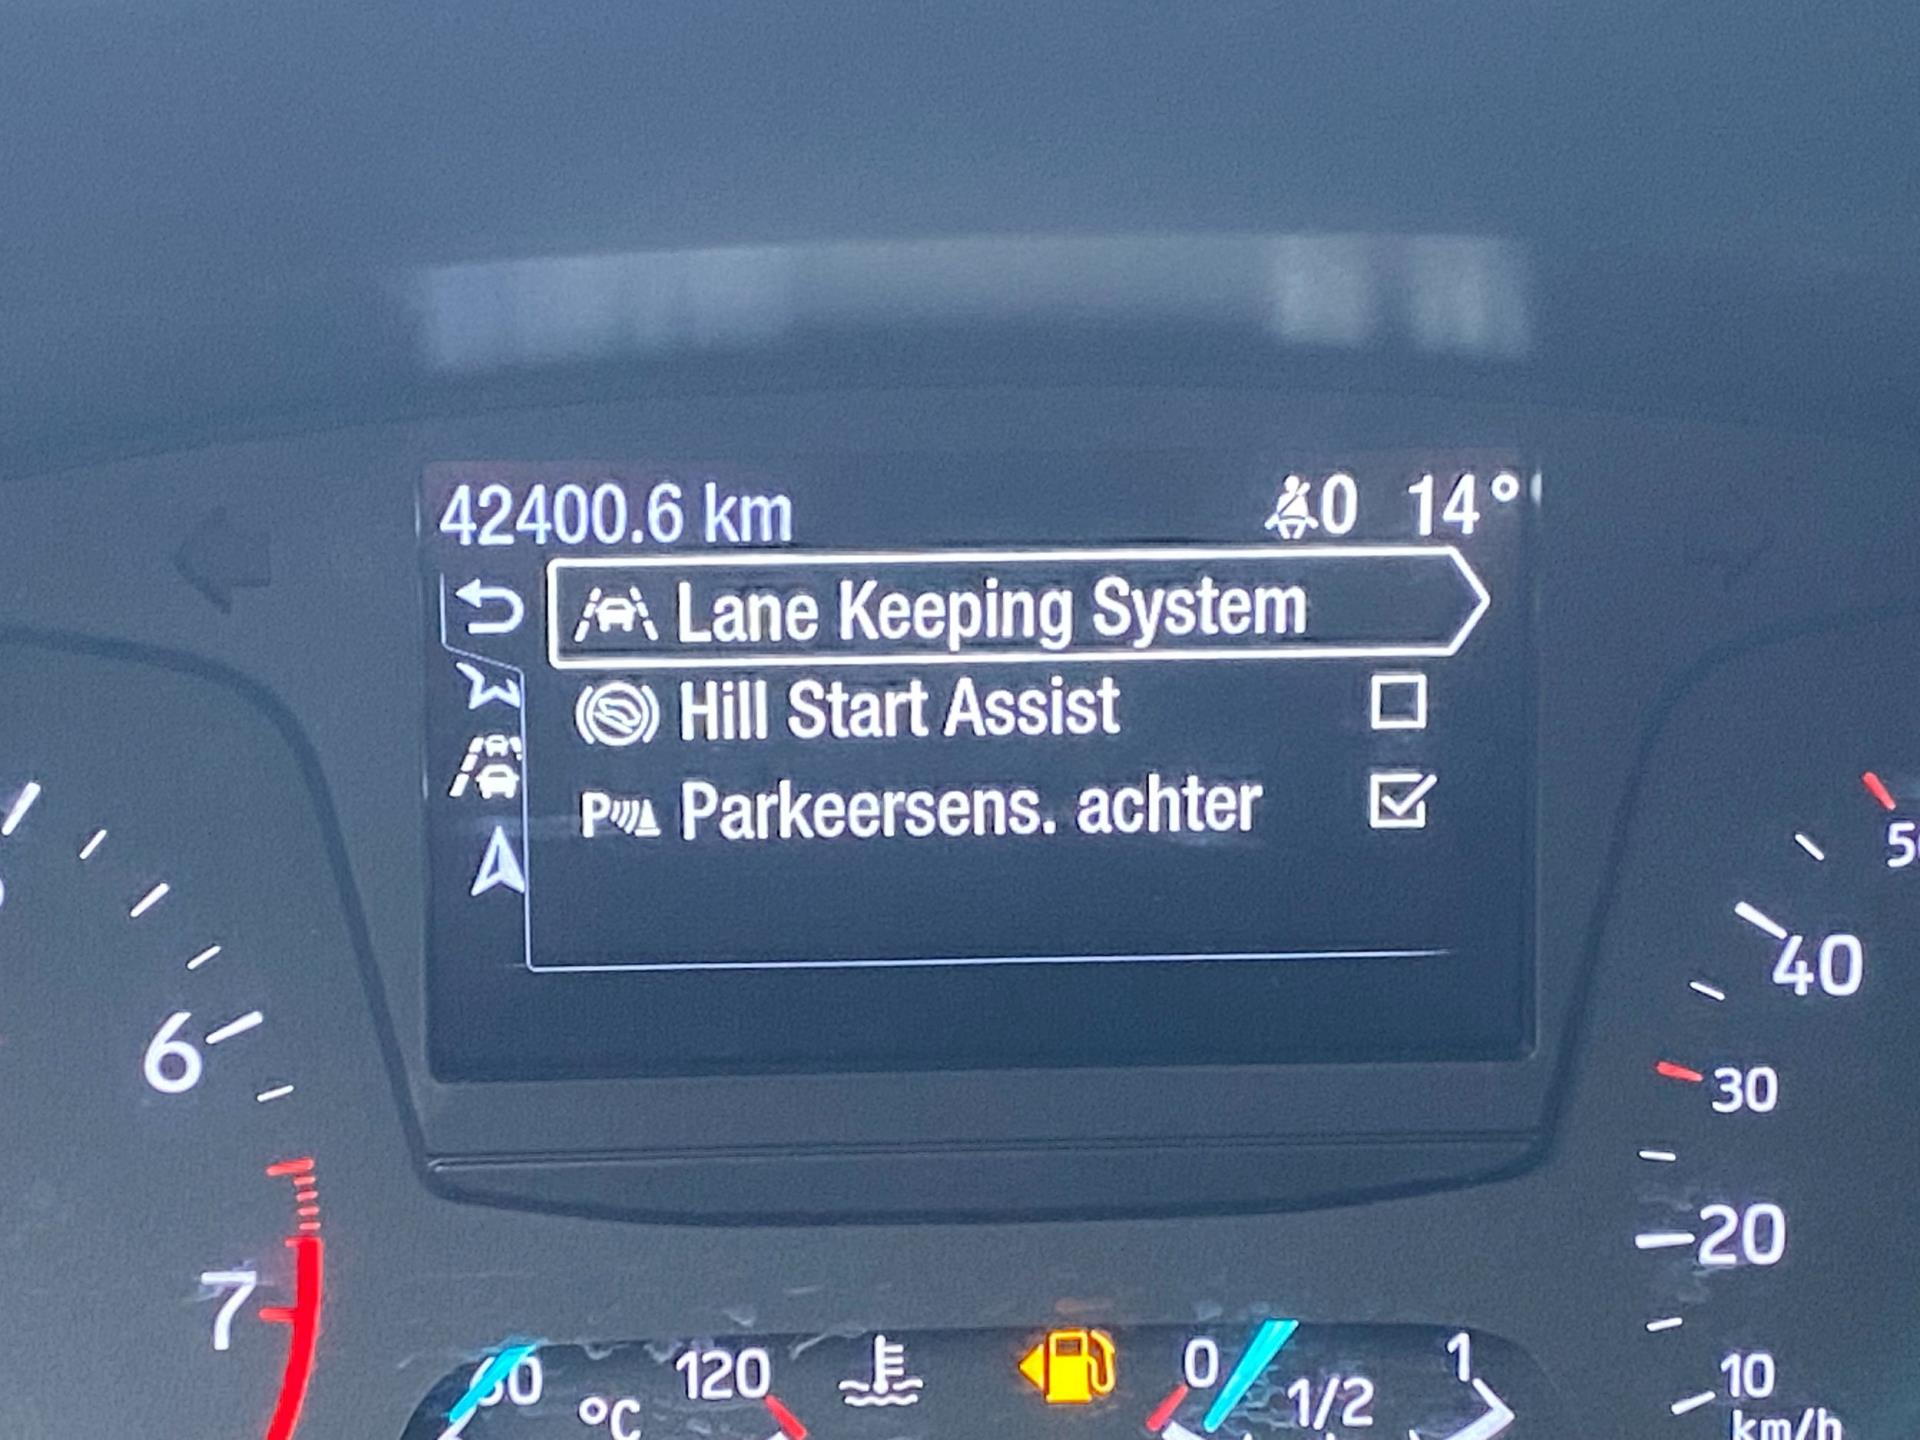 42400.6 km 0 14°
Lane Keeping System
Hill Start Assist
P Parkeersens. achter
6
7
40
30
20
10
km/h
60 °C 120
0 1/2 1